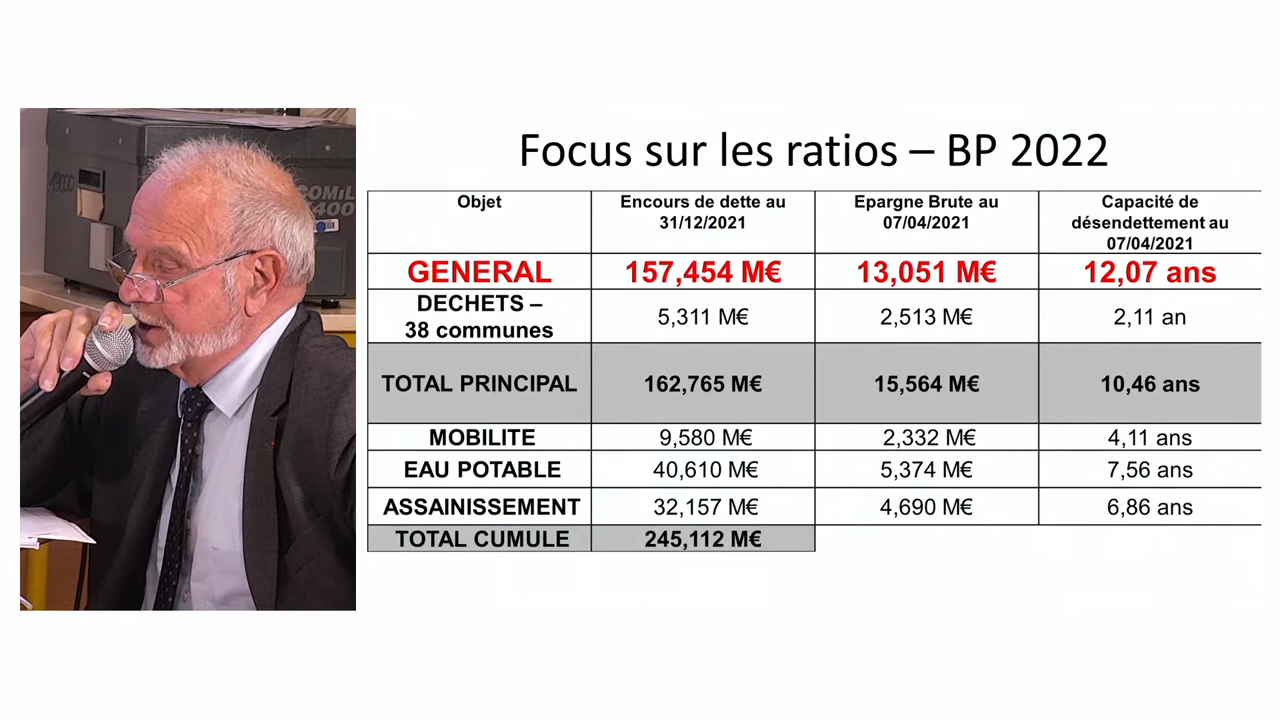 Focus sur les ratios – BP 2022
Objet
Encours de dette au
31/12/2021
Epargne Brute au
07/04/2021
Capacité de
désendettement au
07/04/2021
GENERAL
157,454 M€
13,051 M€
12,07 ans
DECHETS –
38 communes
5,311 M€
2,513 M€
2,11 an
TOTAL PRINCIPAL
162,765 M€
15,564 M€
10,46 ans
MOBILITE
9,580 M€
2,332 M€
4,11 ans
EAU POTABLE
40,610 M€
5,374 M€
7,56 ans
ASSAINISSEMENT
32,157 M€
4,690 M€
6,86 ans
TOTAL CUMULE
245,112 M€